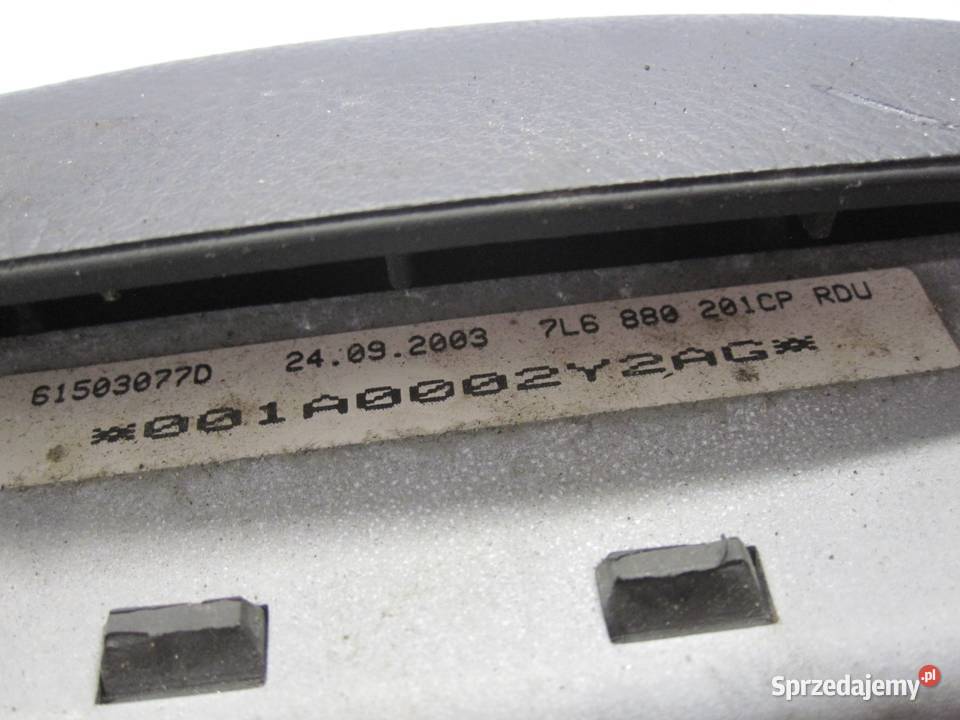 61503077D 24.09.2003 7L6 880 201CP RDU
*001A0002Y2AG*
Sprzedajemy.pl